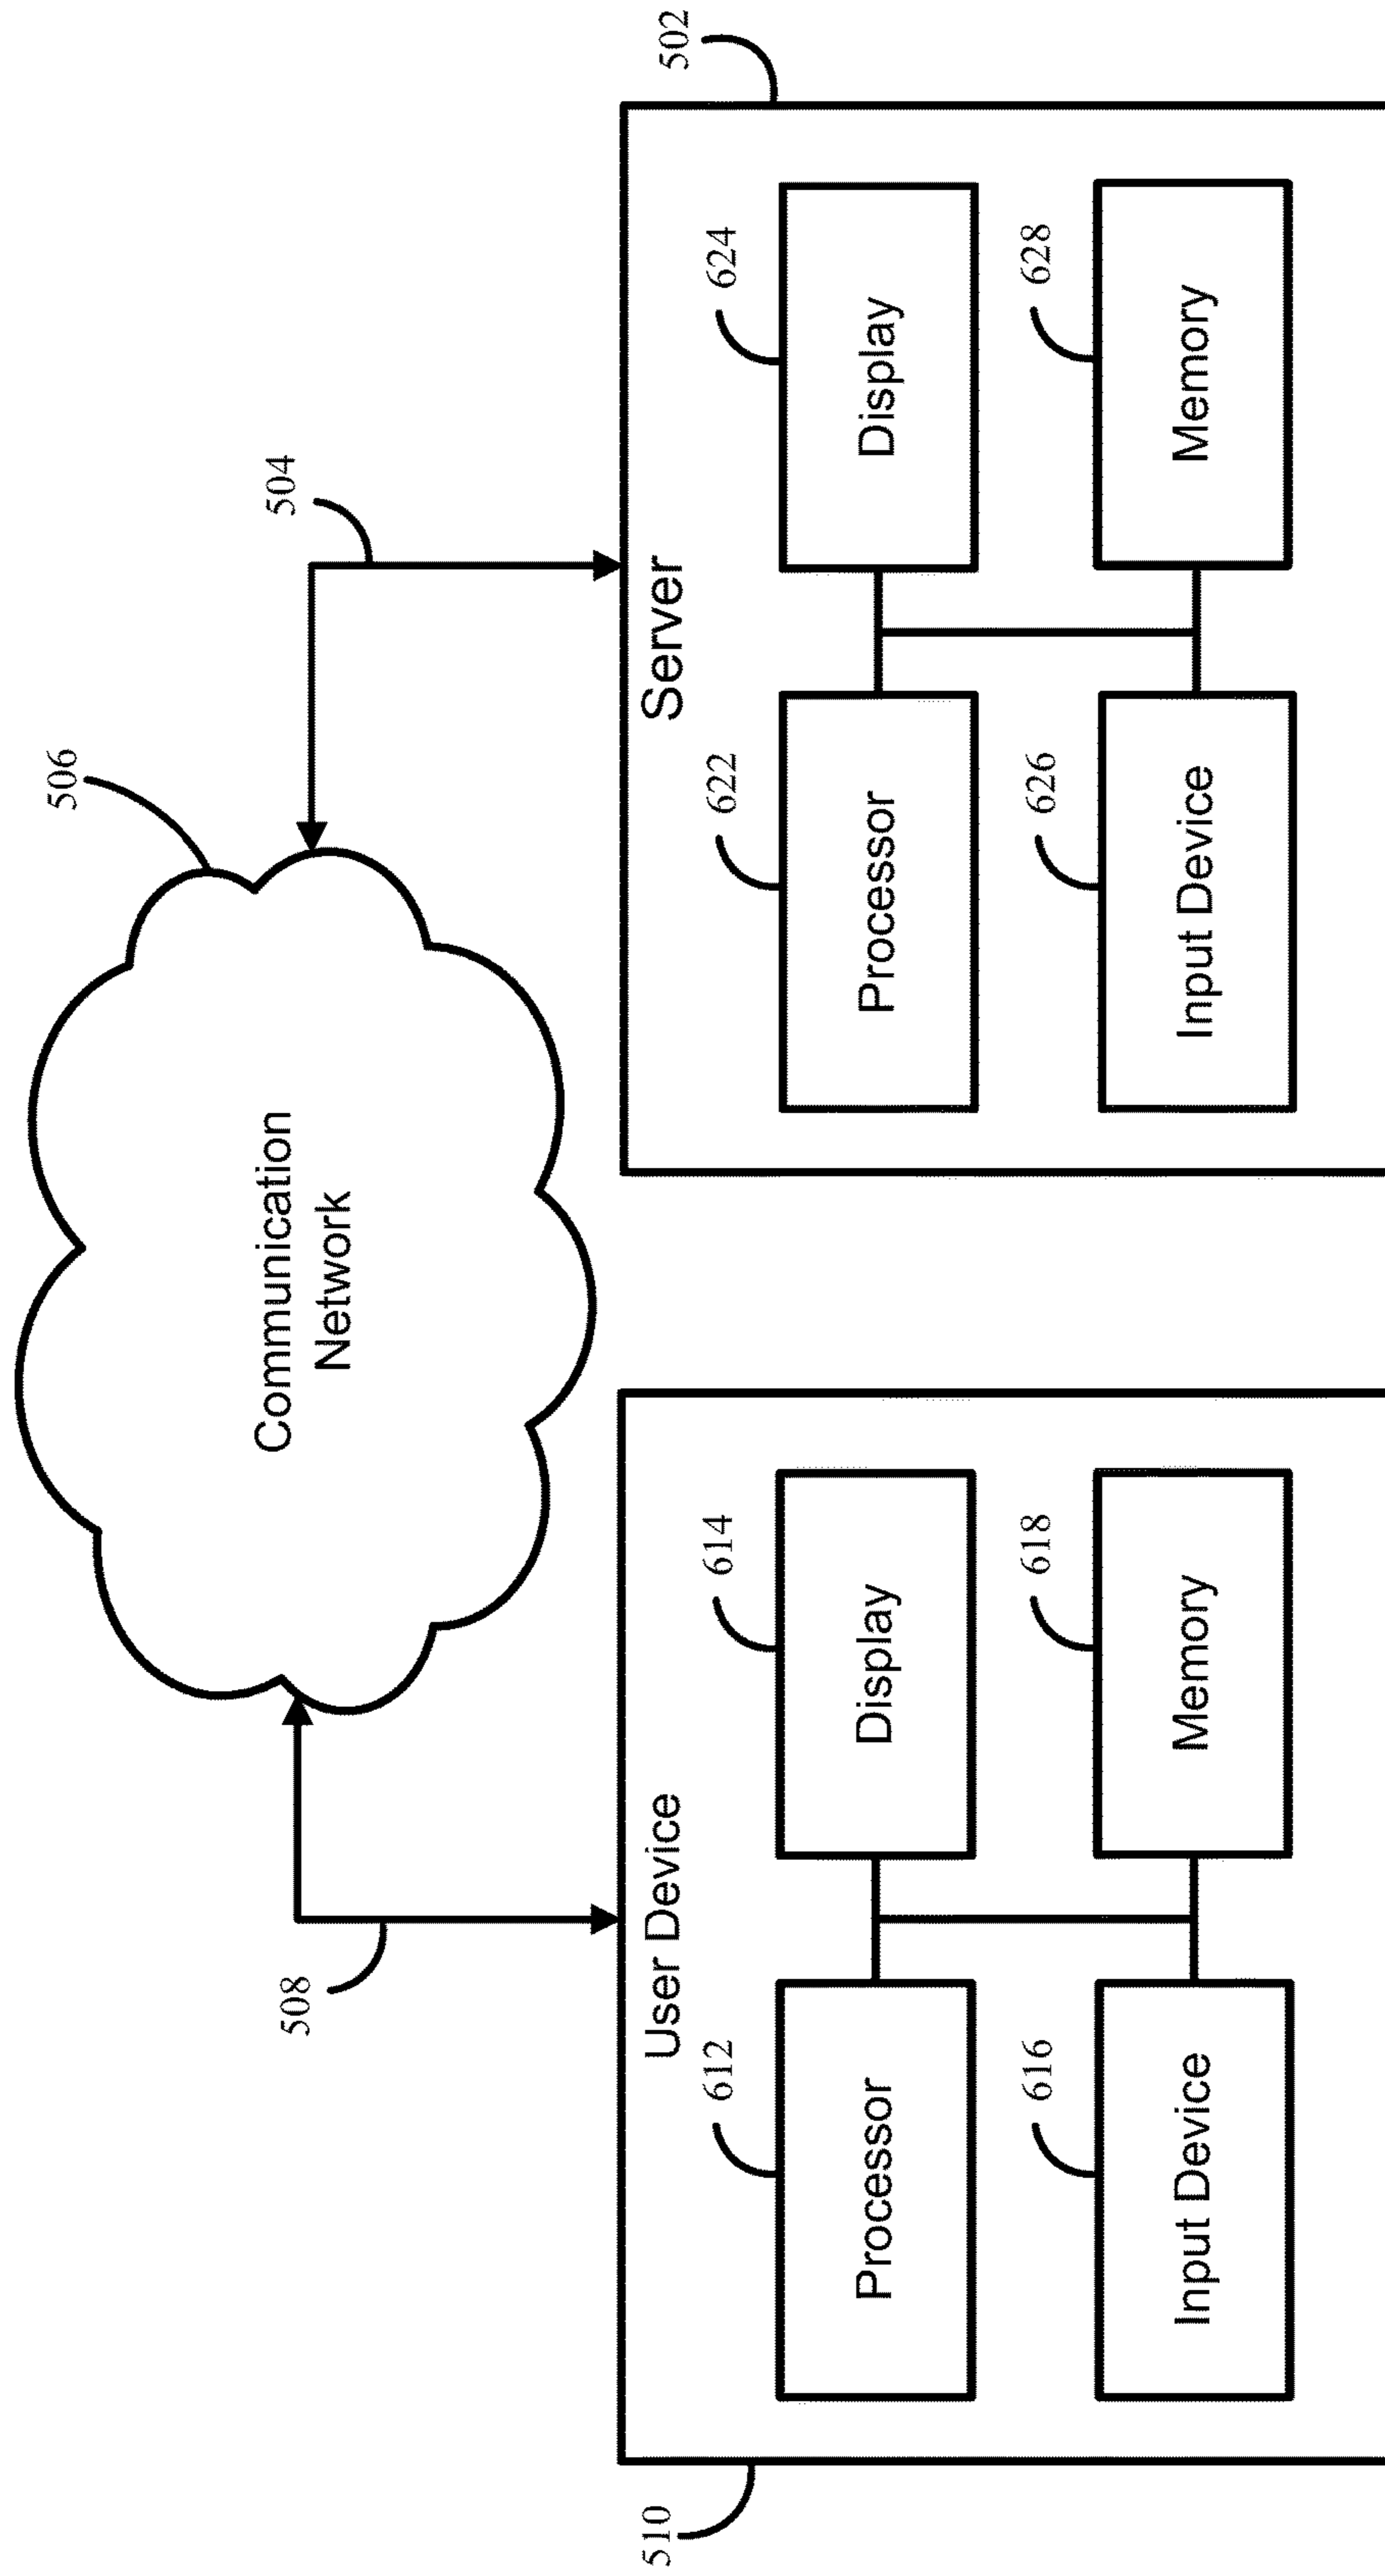 506
Communication
Network
504
508
502
Server
622
Processor
624
Display
626
Input Device
628
Memory
510
User Device
612
Processor
614
Display
616
Input Device
618
Memory